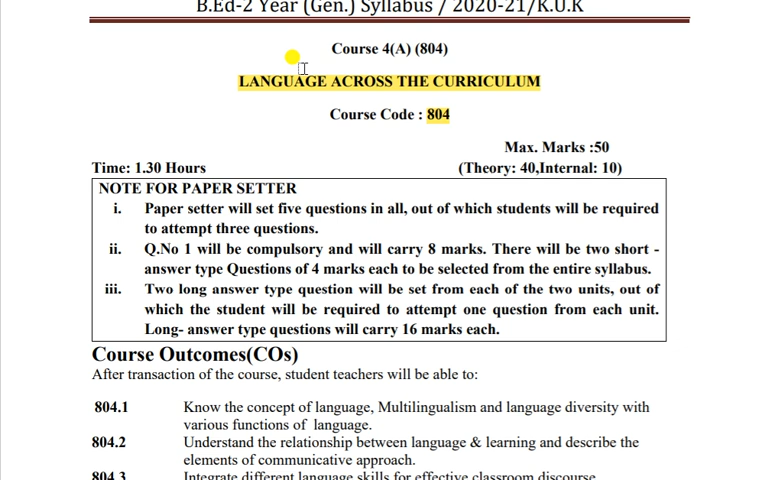 B.Ed-2 Year (Gen.) Syllabus / 2020-21/K.U.K
Course 4(A) (804)
LANGUAGE ACROSS THE CURRICULUM
Course Code : 804
Max. Marks :50
Time: 1.30 Hours (Theory: 40,Internal: 10)
NOTE FOR PAPER SETTER
i. Paper setter will set five questions in all, out of which students will be required
to attempt three questions.
ii. Q.No 1 will be compulsory and will carry 8 marks. There will be two short -
answer type Questions of 4 marks each to be selected from the entire syllabus.
iii. Two long answer type question will be set from each of the two units, out of
which the student will be required to attempt one question from each unit.
Long- answer type questions will carry 16 marks each.
Course Outcomes(COs)
After transaction of the course, student teachers will be able to:
804.1 Know the concept of language, Multilingualism and language diversity with
various functions of language.
804.2 Understand the relationship between language & learning and describe the
elements of communicative approach.
804.3 Integrate different language skills for effective classroom discourse